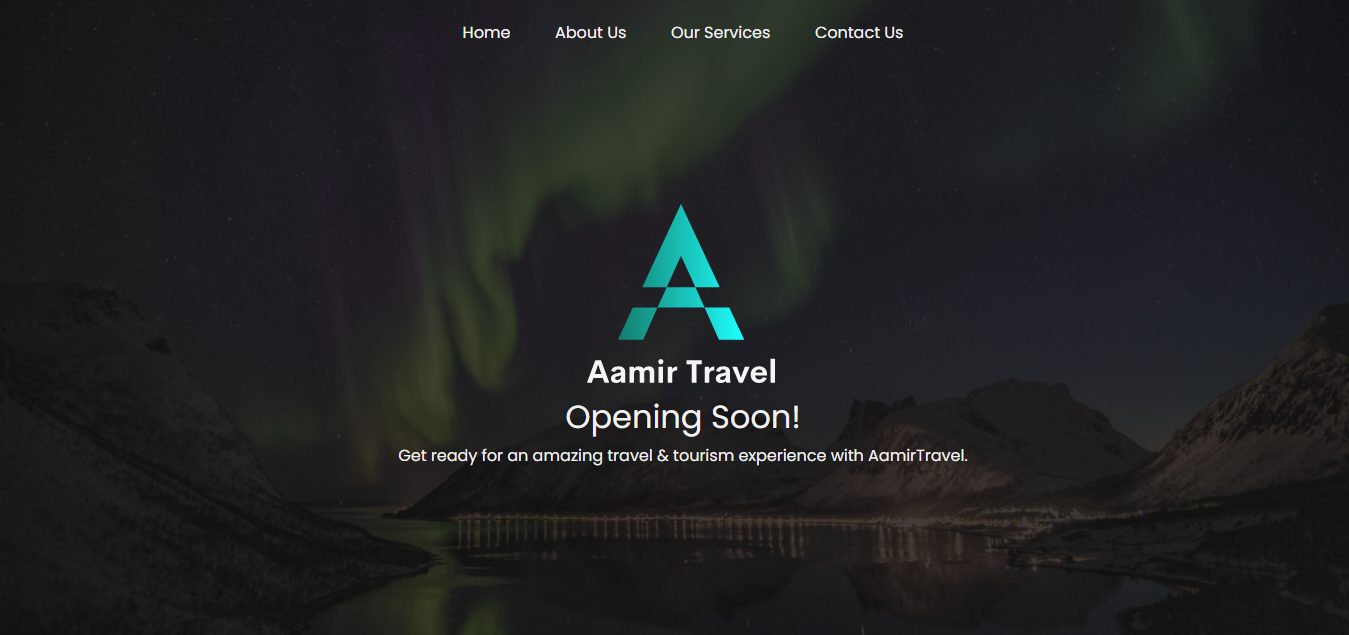 Home About Us Our Services Contact Us
Aamir Travel
Opening Soon!
Get ready for an amazing travel & tourism experience with AamirTravel.